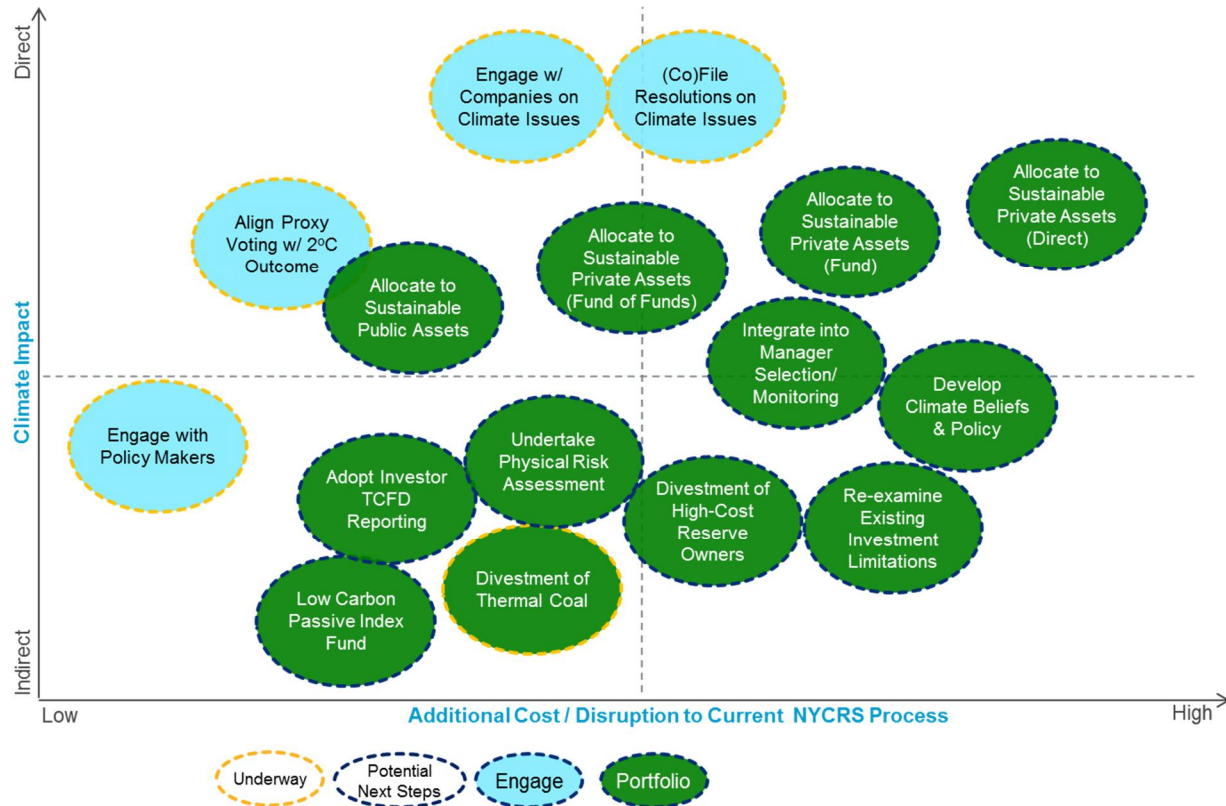 Direct
Climate Impact
Indirect
Engage w/
Companies on
Climate Issues
(Co)File
Resolutions on
Climate Issues
Allocate to
Sustainable
Private Assets
(Direct)
Allocate to
Sustainable
Private Assets
(Fund)
Align Proxy
Voting w/ 2°C
Outcome
Allocate to
Sustainable
Private Assets
(Fund of Funds)
Allocate to
Sustainable
Public Assets
Integrate into
Manager
Selection/
Monitoring
Develop
Climate Beliefs
& Policy
Engage with
Policy Makers
Undertake
Physical Risk
Assessment
Adopt Investor
TCFD
Reporting
Divestment of
High-Cost
Reserve
Owners
Re-examine
Existing
Investment
Limitations
Divestment of
Thermal Coal
Low Carbon
Passive Index
Fund
Low
Additional Cost / Disruption to Current NYCRS Process
High
Underway
Potential
Next Steps
Engage
Portfolio